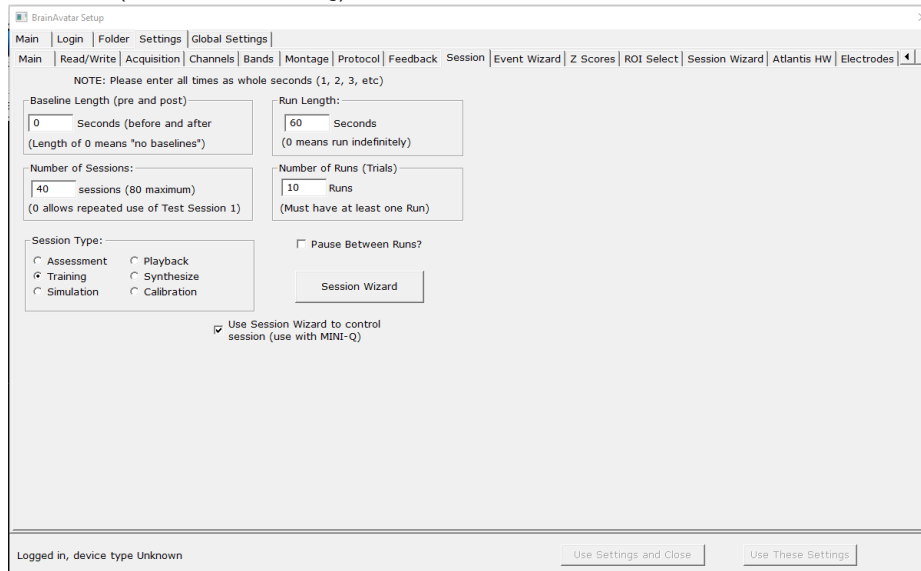 BrainAvatar Setup
Main Login Folder Settings Global Settings
Main Read/Write Acquisition Channels Bands Montage Protocol Feedback Session Event Wizard Z Scores ROI Select Session Wizard Atlantis HW Electrodes
NOTE: Please enter all times as whole seconds (1, 2, 3, etc)
Baseline Length (pre and post)
0 Seconds (before and after
(Length of 0 means "no baselines")
Run Length:
60 Seconds
(0 means run indefinitely)
Number of Sessions:
40 sessions (80 maximum)
(0 allows repeated use of Test Session 1)
Number of Runs (Trials)
10 Runs
(Must have at least one Run)
Session Type:
Assessment Playback
Training Synthesize
Simulation Calibration
Pause Between Runs?
Session Wizard
Use Session Wizard to control
session (use with MINI-Q)
Logged in, device type Unknown
Use Settings and Close
Use These Settings